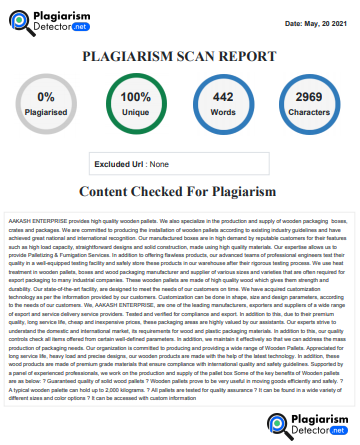 Plagiarism
Detector.net
Date: May, 20 2021
PLAGIARISM SCAN REPORT
0%
Plagiarised
100%
Unique
442
Words
2969
Characters
Excluded Url : None
Content Checked For Plagiarism
AAKASH ENTERPRISE provides high quality wooden pallets. We also specialize in the production and supply of wooden packaging boxes,
crates and packages. We are committed to producing the installation of wooden pallets according to existing industry guidelines and have
achieved great national and international recognition. Our manufactured boxes are in high demand by reputable customers for their features
such as high load capacity, straightforward designs and solid construction, made using high quality materials. Our expertise allows us to
provide Palletizing & Fumigation Services. In addition to offering flawless products, our advanced teams of professional engineers test their
quality in a well-equipped testing facility and safely store these products in our warehouse after their rigorous testing process. We use heat
treatment in wooden pallets, boxes and wood packaging manufacturer and supplier of various sizes and varieties that are often required for
export packaging to many industrial companies. These wooden pallets are made of high quality wood which gives them strength and
durability. Our state-of-the-art facility, are designed to meet the needs of our customers on time. We have acquired customization
technology as per the information provided by our customers. Customization can be done in shape, size and design parameters, according
to the needs of our customers. We, AAKASH ENTERPRISE, are one of the leading manufacturers, exporters and suppliers of a wide range
of export and service delivery service providers. Tested and verified for compliance and export. In addition to this, due to their premium
quality, long service life, cheap and inexpensive prices, these packaging areas are highly valued by our assistants. Our experts strive to
understand the domestic and international market, its requirements for wood and plastic packaging materials. In addition to this, our quality
controls check all items offered from certain well-defined parameters. In addition, we maintain it effectively so that we can address the mass
production of packaging needs. Our organization is committed to producing and providing a wide range of Wooden Pallets. Appreciated for
long service life, heavy load and precise designs, our wooden products are made with the help of the latest technology. In addition, these
wood products are made of premium grade materials that ensure compliance with international quality and safety guidelines. Supported by
a panel of experienced professionals, we work on the production and supply of the pallet box Some of the key benefits of Wooden pallets
are as below: ? Guaranteed quality of solid wood pallets ? Wooden pallets prove to be very useful in moving goods efficiently and safely. ?
A typical wooden pallet can hold up to 2,000 kilograms. ? All pallets are tested for quality assurance ? It can be found in a wide variety of
different sizes and color options ? It can be accessed with custom information
Plagiarism
Detector.net